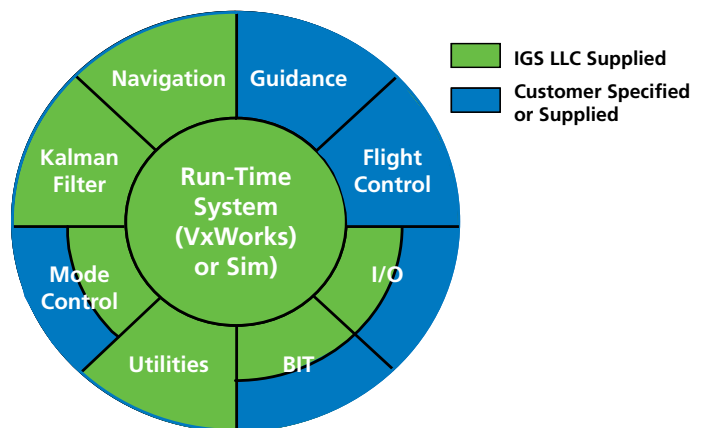 Navigation
Guidance
IGS LLC Supplied
Customer Specified
or Supplied
Kalman
Filter
Flight
Control
Run-Time
System
(VxWorks)
or Sim)
Mode
Control
I/O
Utilities
BIT